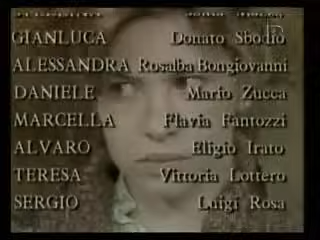 GIANLUCA Donato Sbodio
ALESSANDRA Rosalba Bongiovanni
DANIELE Mario Zucca
MARCELLA Flavia Fantozzi
ALVARO Eligio Irato
TERESA Vittoria Lottero
SERGIO Luigi Rosa